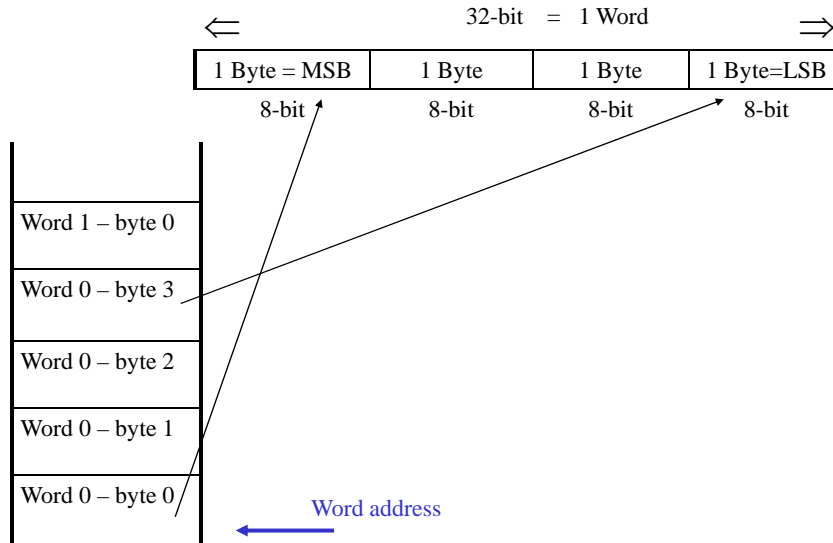 32-bit = 1 Word
1 Byte = MSB 1 Byte 1 Byte 1 Byte=LSB
8-bit 8-bit 8-bit 8-bit
Word 1 – byte 0
Word 0 – byte 3
Word 0 – byte 2
Word 0 – byte 1
Word 0 – byte 0
Word address